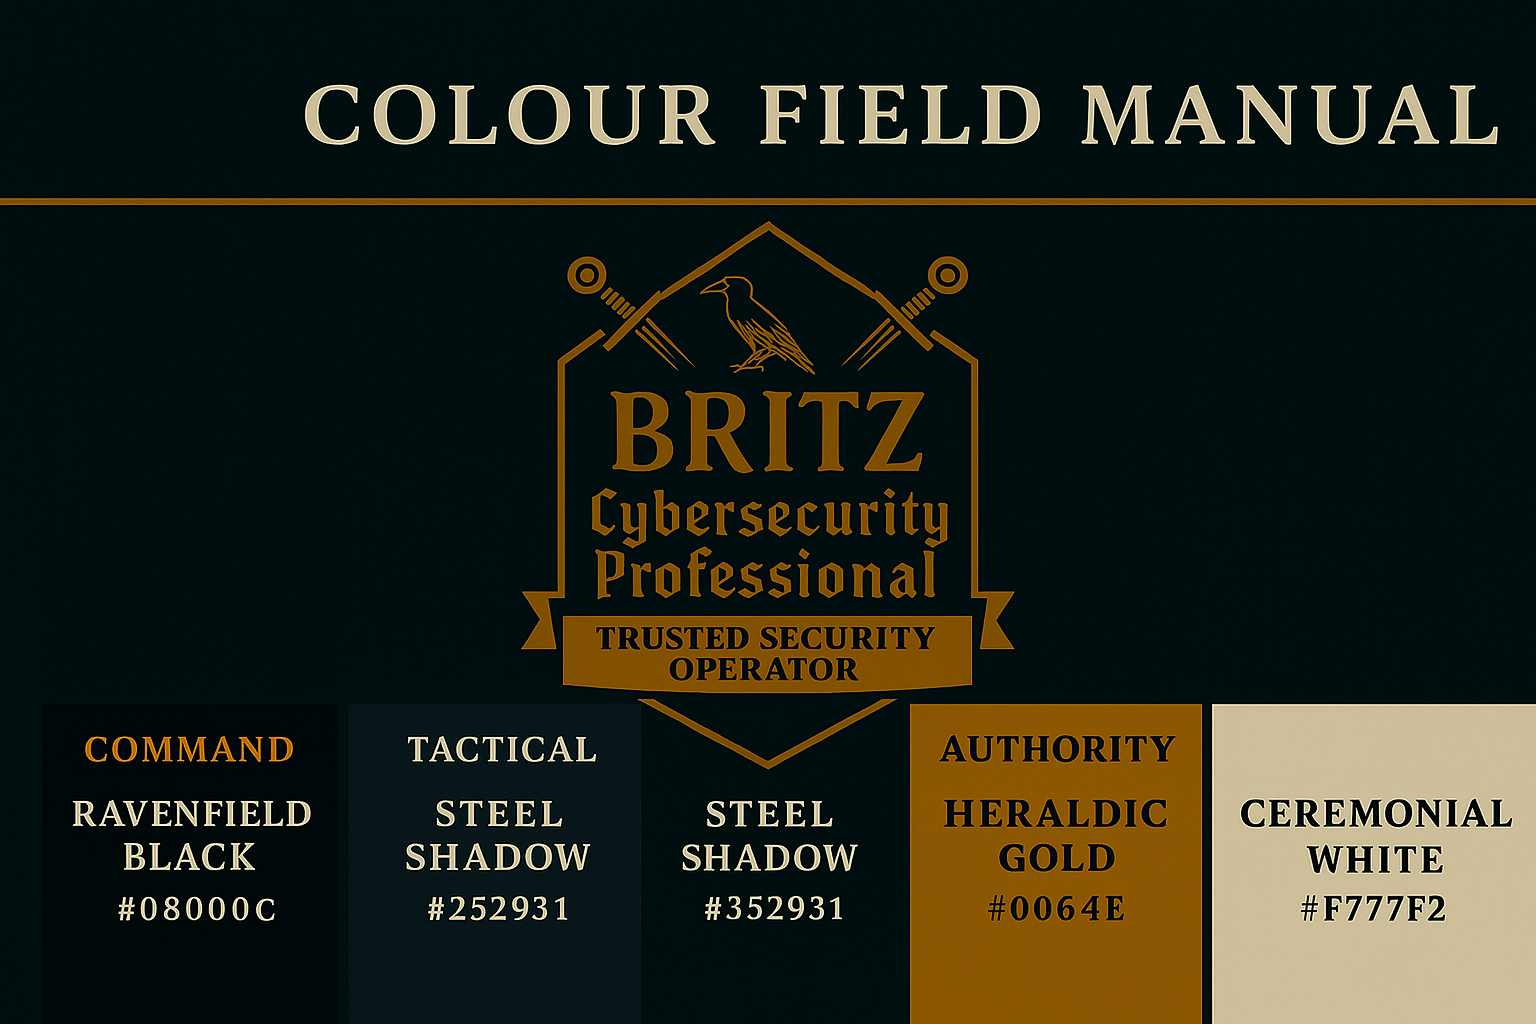 COLOUR FIELD MANUAL
BRITZ
Cybersecurity
Professional
TRUSTED SECURITY
OPERATOR
COMMAND
RAVENFIELD
BLACK
#08000C
TACTICAL
STEEL
SHADOW
#252931
STEEL
SHADOW
#352931
AUTHORITY
HERALDIC
GOLD
#0064E
CEREMONIAL
WHITE
#F777F2